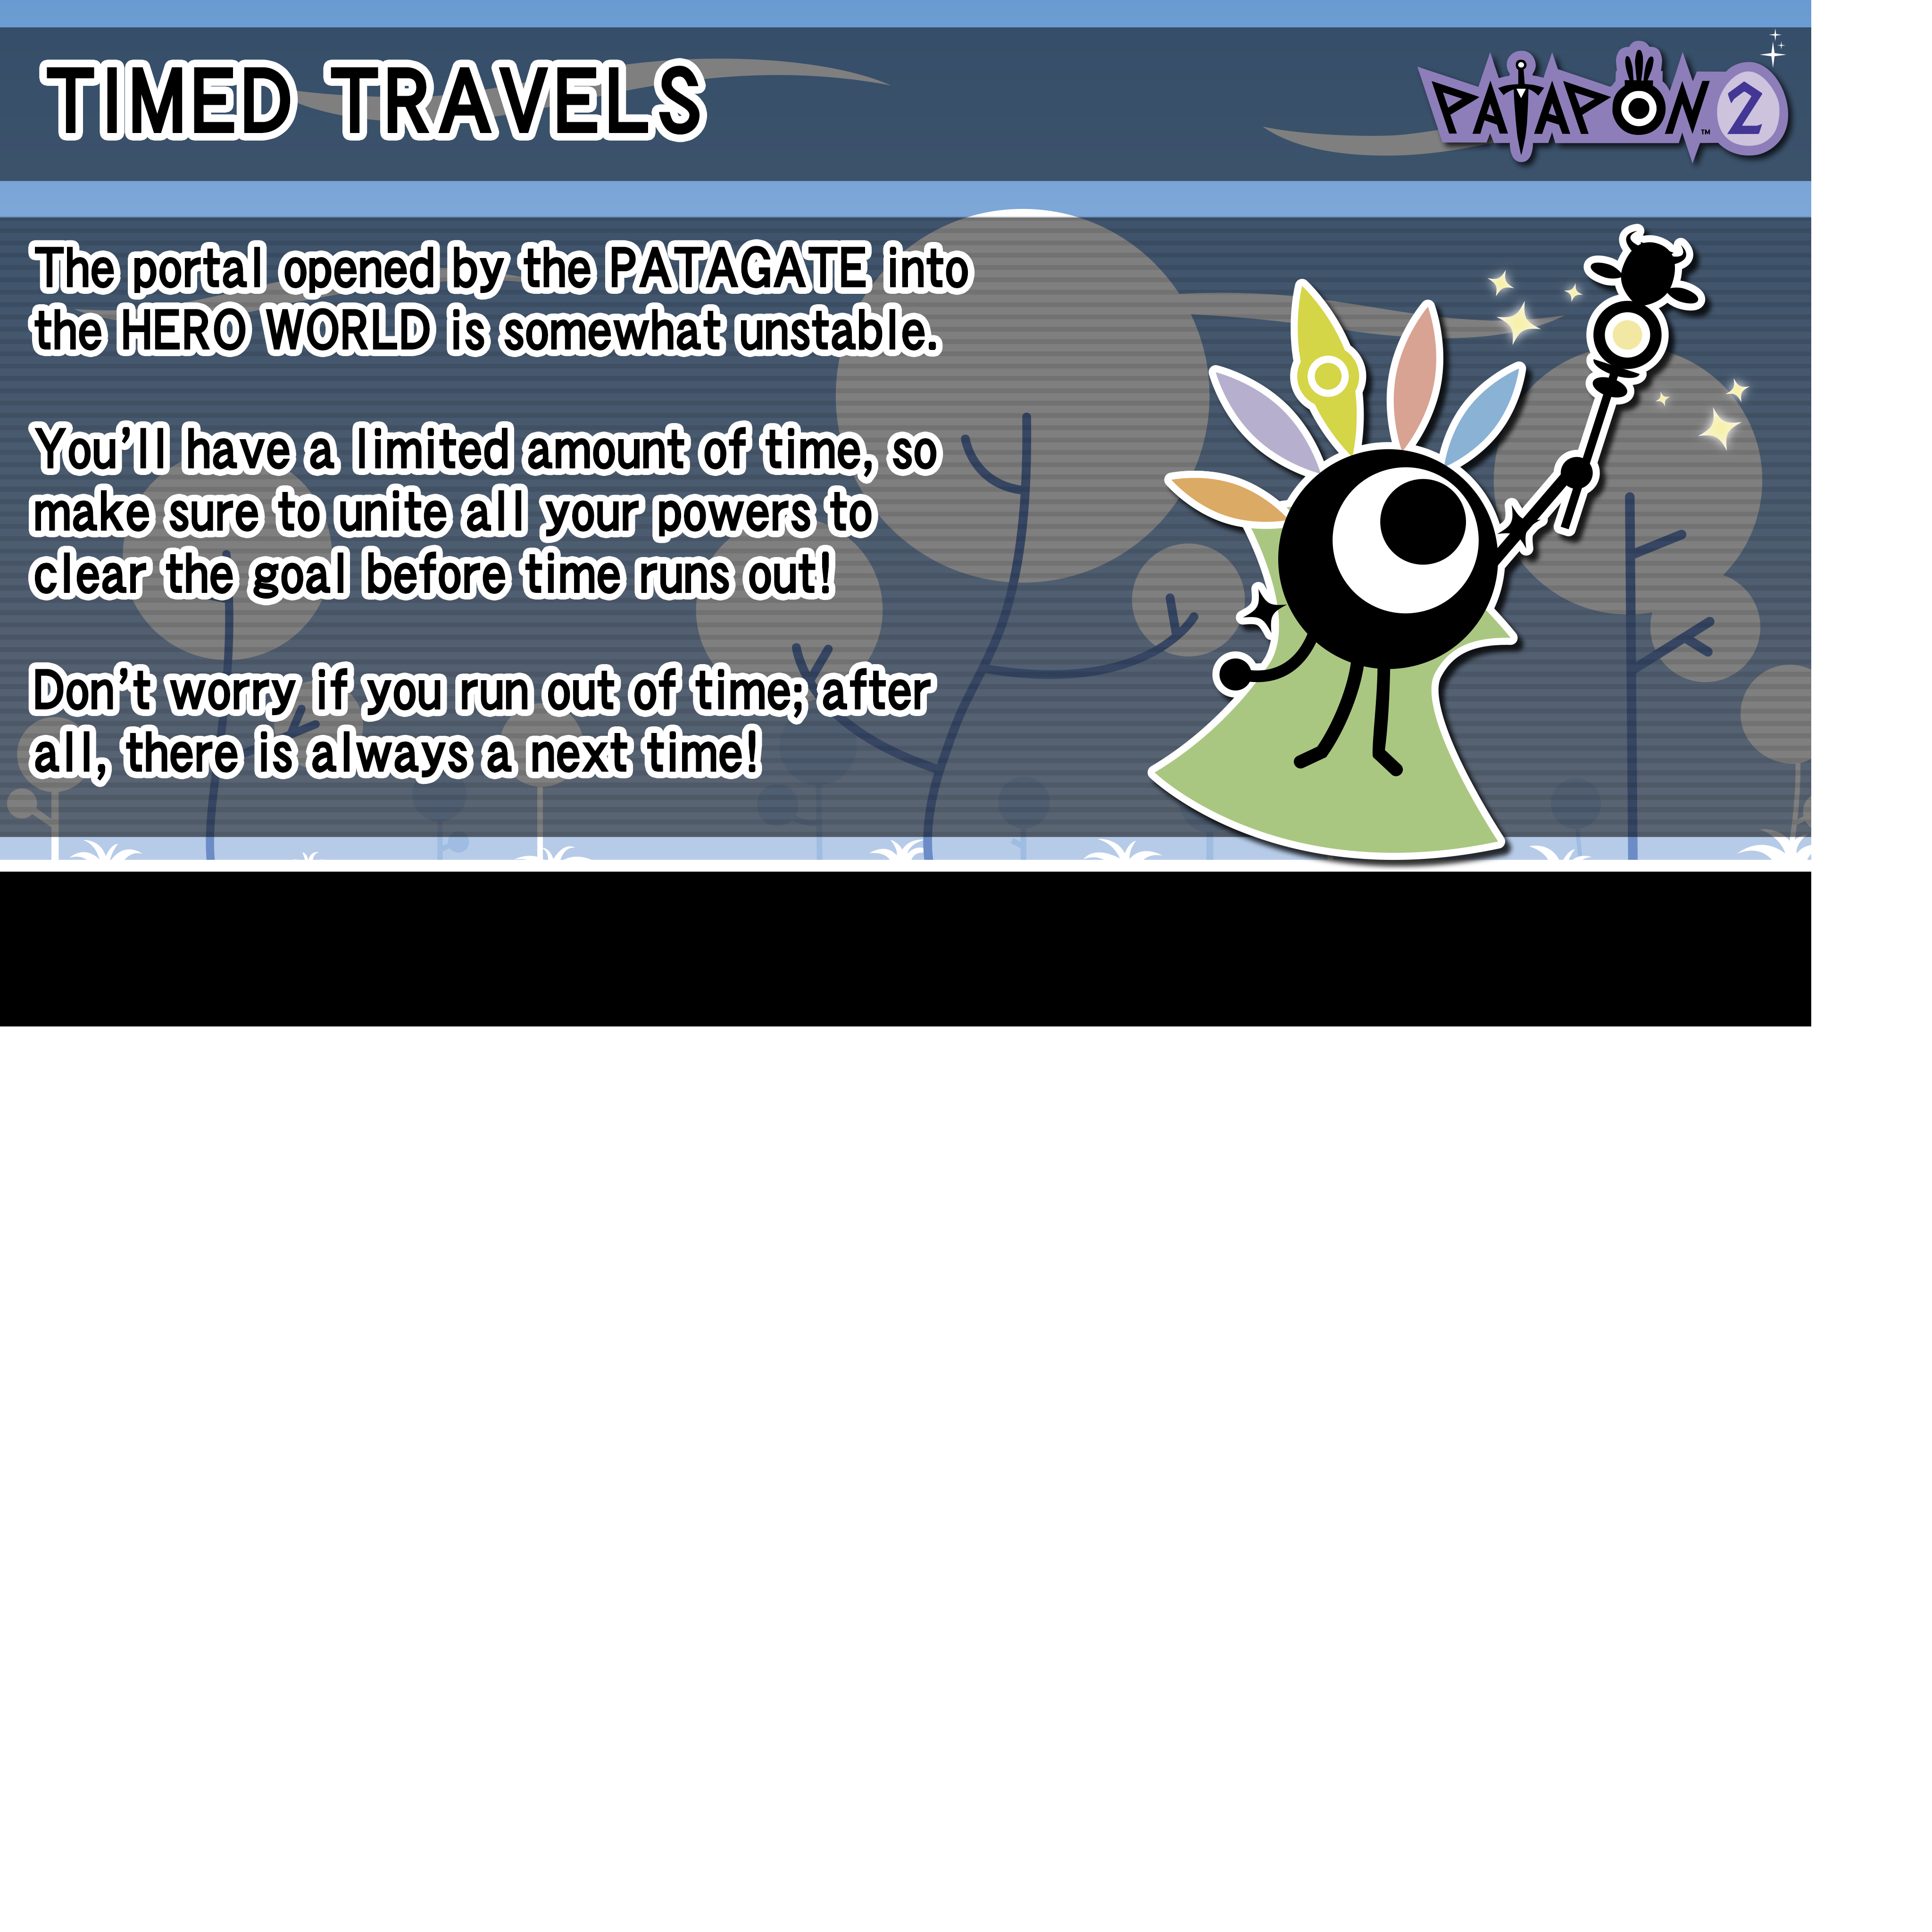 TIMED TRAVELS
PATAPON 2
™
The portal opened by the PATAGATE into
the HERO WORLD is somewhat unstable.
You'll have a limited amount of time, so
make sure to unite all your powers to
clear the goal before time runs out!
Don't worry if you run out of time; after
all, there is always a next time!